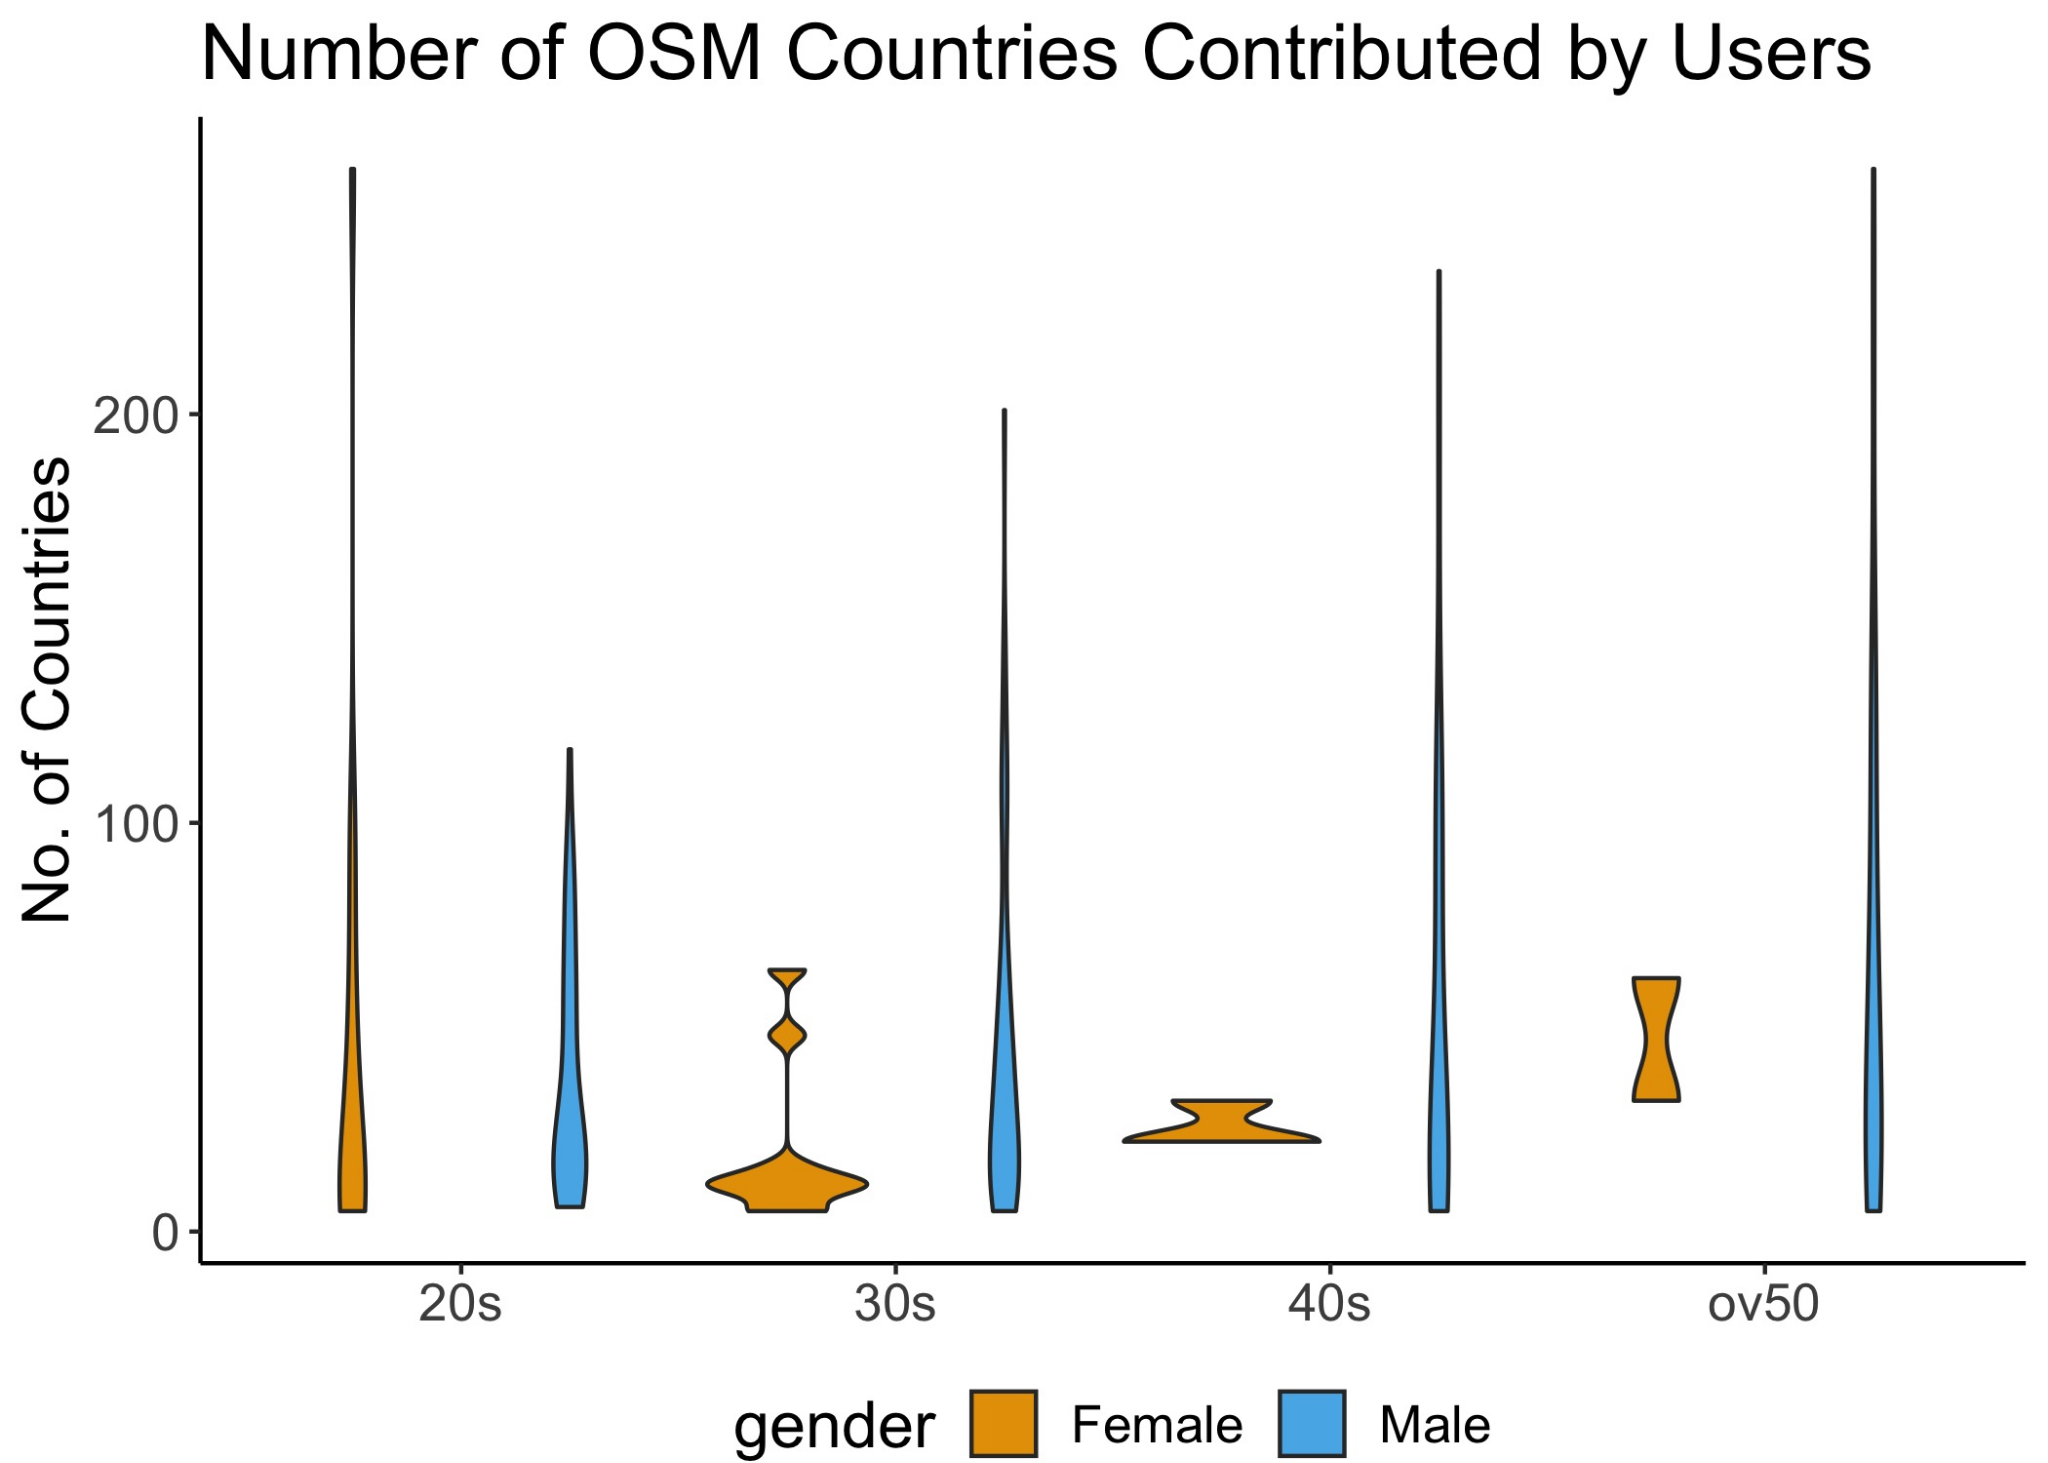 Number of OSM Countries Contributed by Users
No. of Countries
200
100
0
20s 30s 40s ov50
gender Female Male